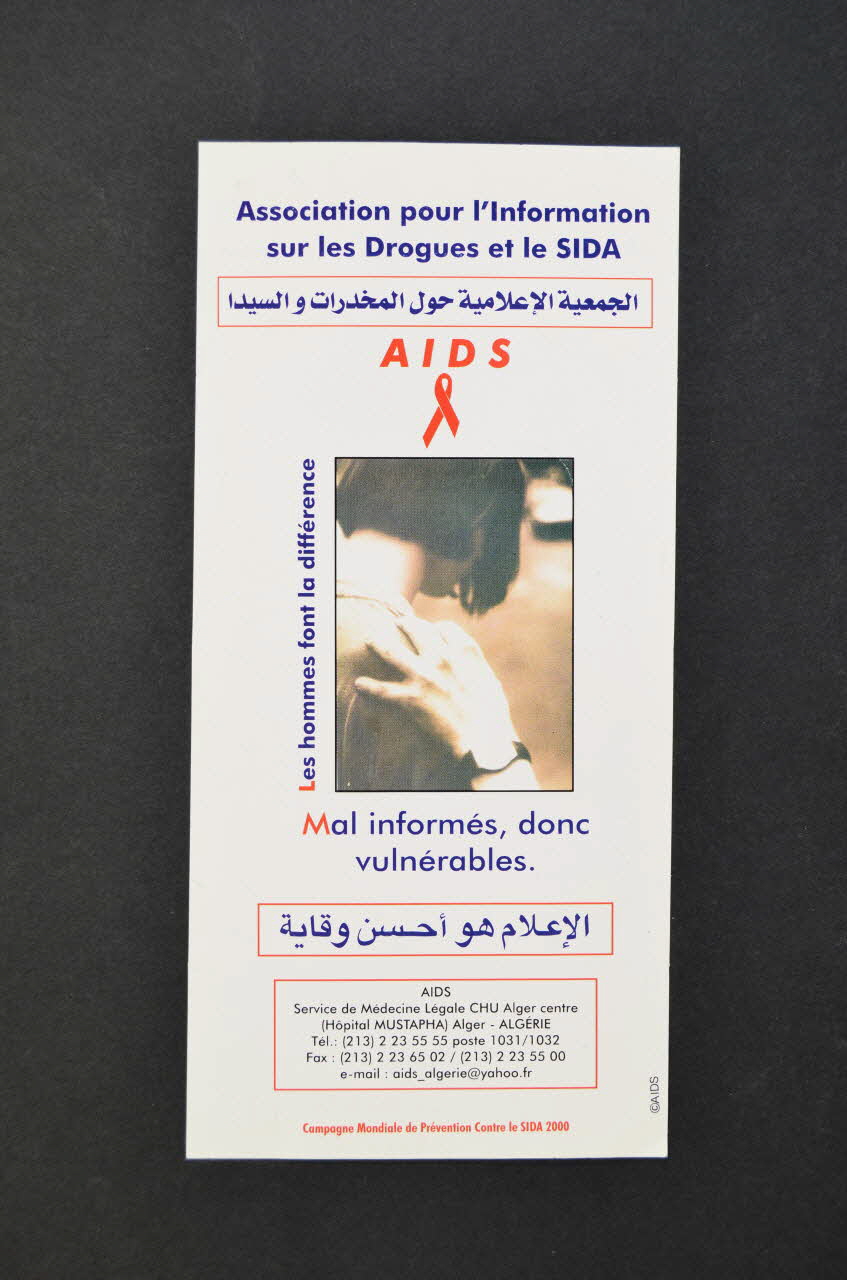 Association pour l'Information
sur les Drogues et le SIDA
الجمعية الإعلامية حول المخدرات و السيدا
AIDS
Les hommes font la différence
Mal informés, donc
vulnérables.
الإعلام هو أحسن وقاية
AIDS
Service de Médecine Légale CHU Alger centre
(Hôpital MUSTAPHA) Alger - ALGÉRIE
Tél.: (213) 2 23 55 55 poste 1031/1032
Fax : (213) 2 23 65 02 / (213) 2 23 55 00
e-mail : aids_algerie@yahoo.fr
©AIDS
Campagne Mondiale de Prévention Contre le SIDA 2000